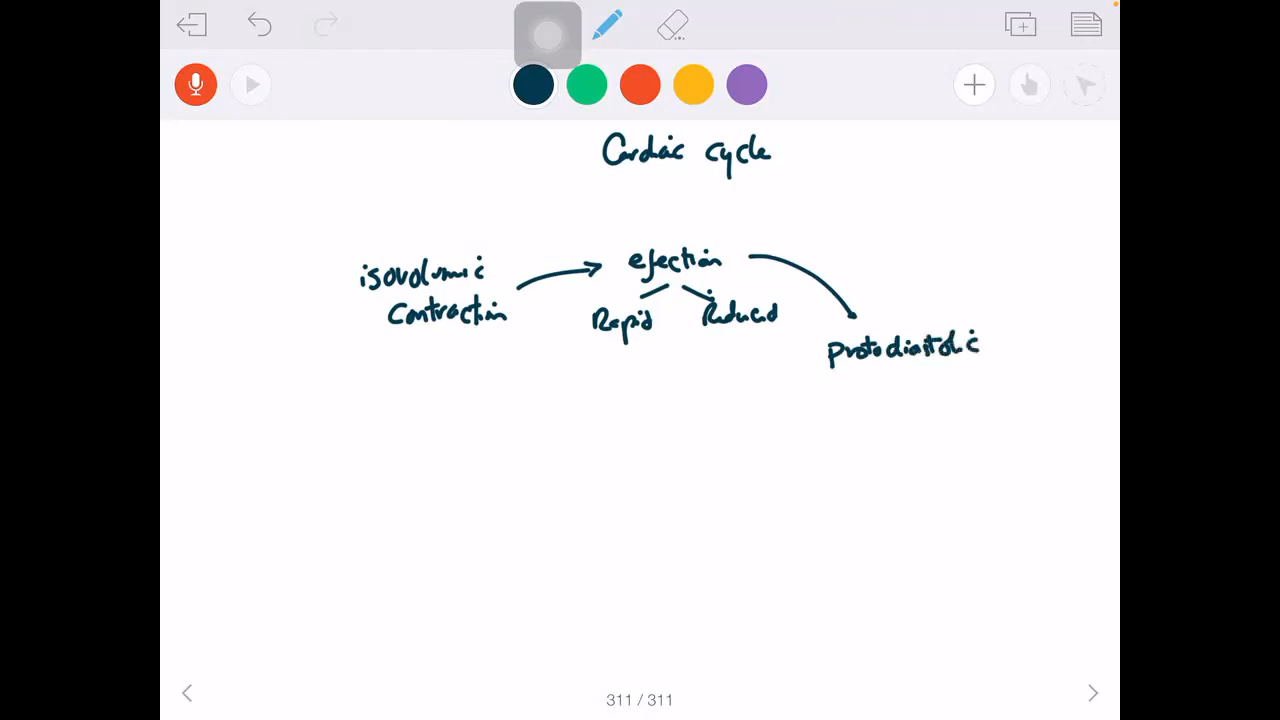 Cardiac cycle
isovolumic
contraction
ejection
Rapid
Reduced
protodiastolic
311 / 311